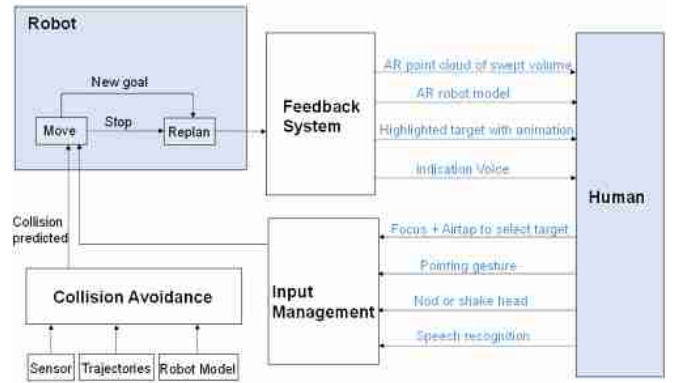 Robot
New goal
Move
Stop
Replan
Feedback
System
AR point cloud of swept volume
AR robot model
Highlighted target with animation
Indication Voice
Human
Collision
predicted
Focus + Airtap to select target
Pointing gesture
Nod or shake head
Speech recognition
Input
Management
Collision Avoidance
Sensor
Trajectories
Robot Model